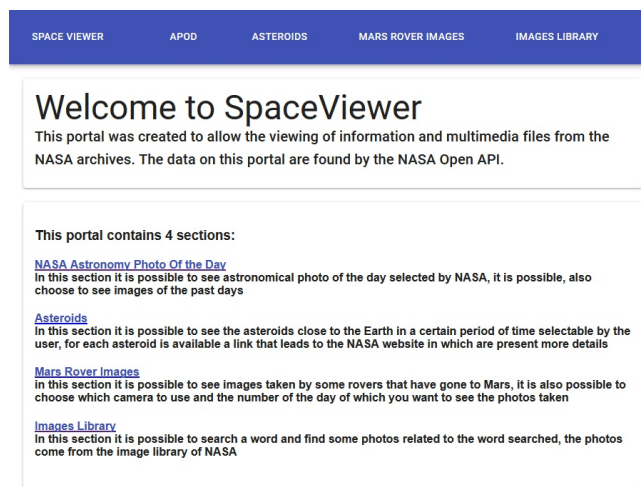 SPACE VIEWER APOD ASTEROIDS MARS ROVER IMAGES IMAGES LIBRARY
Welcome to SpaceViewer
This portal was created to allow the viewing of information and multimedia files from the
NASA archives. The data on this portal are found by the NASA Open API.
This portal contains 4 sections:
NASA Astronomy Photo Of the Day
In this section it is possible to see astronomical photo of the day selected by NASA, it is possible, also
choose to see images of the past days
Asteroids
In this section it is possible to see the asteroids close to the Earth in a certain period of time selectable by the
user, for each asteroid is available a link that leads to the NASA website in which are present more details
Mars Rover Images
in this section it is possible to see images taken by some rovers that have gone to Mars, it is also possible to
choose which camera to use and the number of the day of which you want to see the photos taken
Images Library
In this section it is possible to search a word and find some photos related to the word searched, the photos
come from the image library of NASA